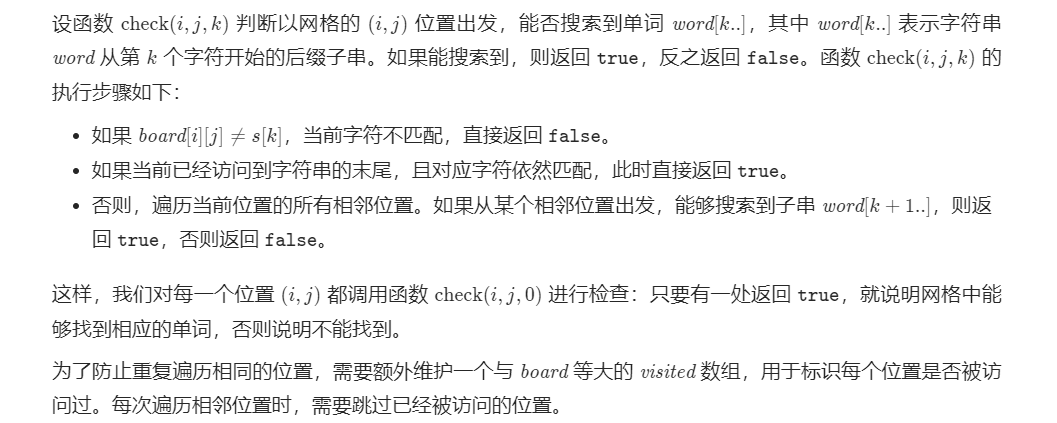 设函数 check(i, j, k) 判断以网格的 (i, j) 位置出发，能否搜索到单词 word[k..]，其中 word[k..] 表示字符串
word 从第 k 个字符开始的后缀子串。如果能搜索到，则返回 true，反之返回 false。函数 check(i, j, k) 的
执行步骤如下：
• 如果 board[i][j] ≠ s[k]，当前字符不匹配，直接返回 false。
• 如果当前已经访问到字符串的末尾，且对应字符依然匹配，此时直接返回 true。
• 否则，遍历当前位置的所有相邻位置。如果从某个相邻位置出发，能够搜索到子串 word[k + 1..]，则返
回 true，否则返回 false。
这样，我们对每一个位置 (i, j) 都调用函数 check(i, j, 0) 进行检查：只要有一处返回 true，就说明网格中能
够找到相应的单词，否则说明不能找到。
为了防止重复遍历相同的位置，需要额外维护一个与 board 等大的 visited 数组，用于标识每个位置是否被访
问过。每次遍历相邻位置时，需要跳过已经被访问的位置。